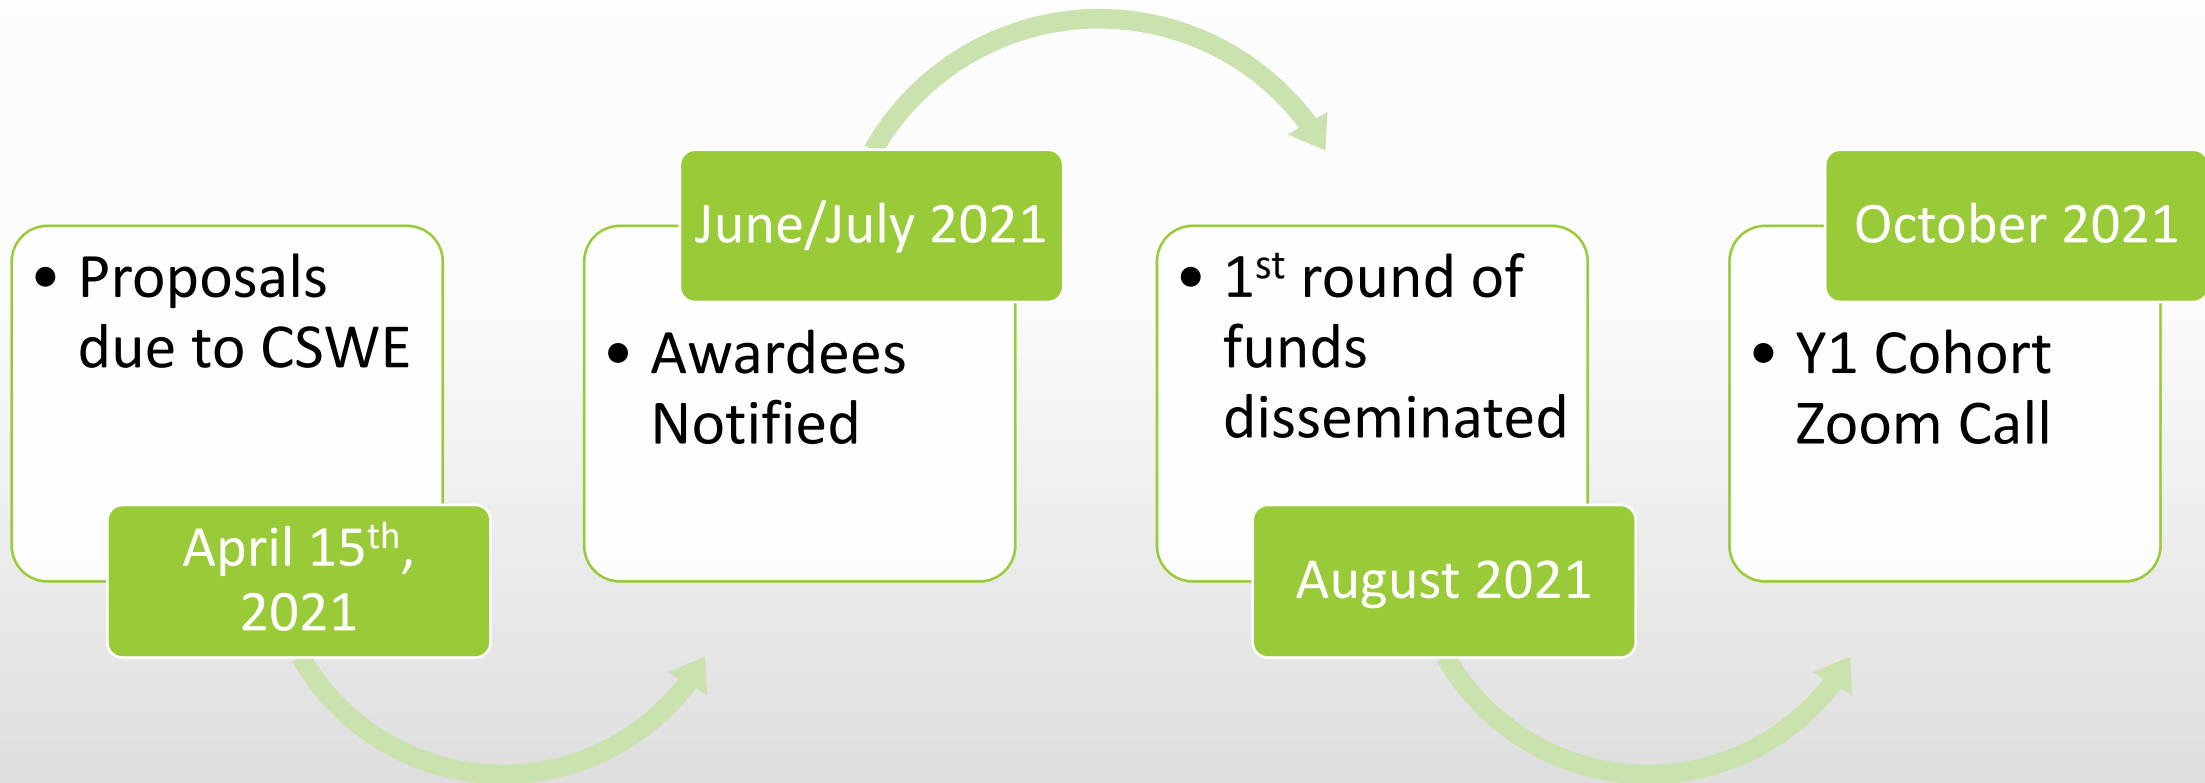 • Proposals
due to CSWE
April 15th,
2021
June/July 2021
• Awardees
Notified
• 1st round of
funds
disseminated
August 2021
October 2021
• Y1 Cohort
Zoom Call